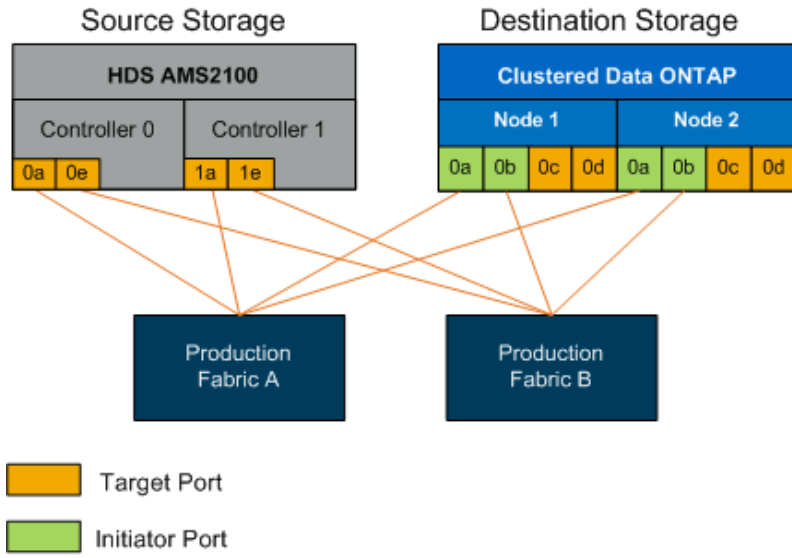 Source Storage
Destination Storage
HDS AMS2100
Clustered Data ONTAP
Controller 0
Controller 1
Node 1
Node 2
0a 0e
1a 1e
0a 0b 0c 0d 0a 0b 0c 0d
Production
Fabric A
Production
Fabric B
Target Port
Initiator Port